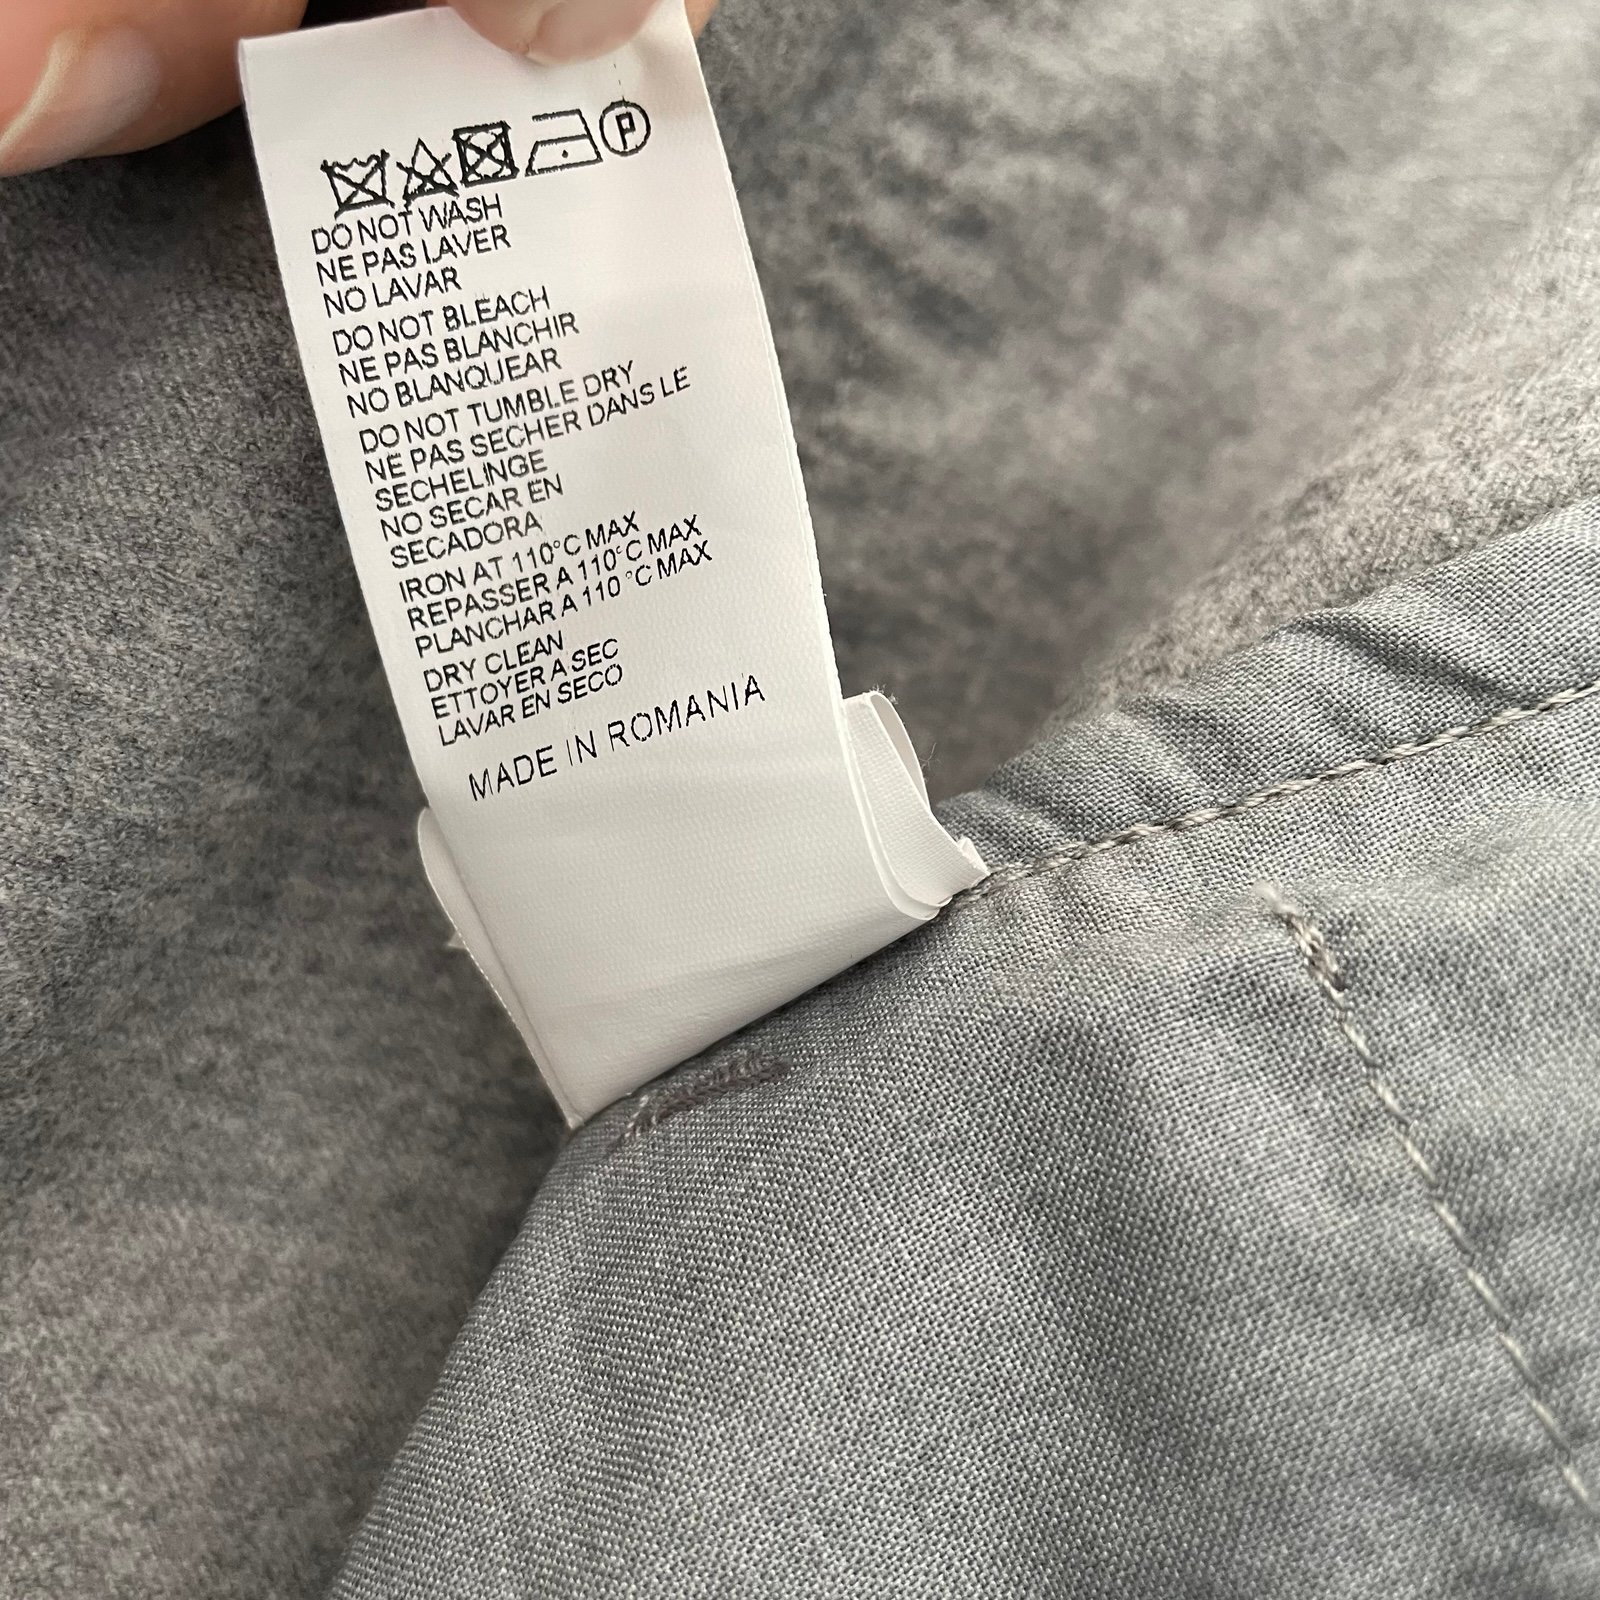 P
DO NOT WASH
NE PAS LAVER
NO LAVAR
DO NOT BLEACH
NE PAS BLANCHIR
NO BLANQUEAR
DO NOT TUMBLE DRY
NE PAS SECHER DANS LE
SECHELINGE
NO SECAR EN
SECADORA
IRON AT 110°C MAX
REPASSER A 110°C MAX
PLANCHAR A 110 °C MAX
DRY CLEAN
ETTOYER A SEC
LAVAR EN SECO
MADE IN ROMANIA